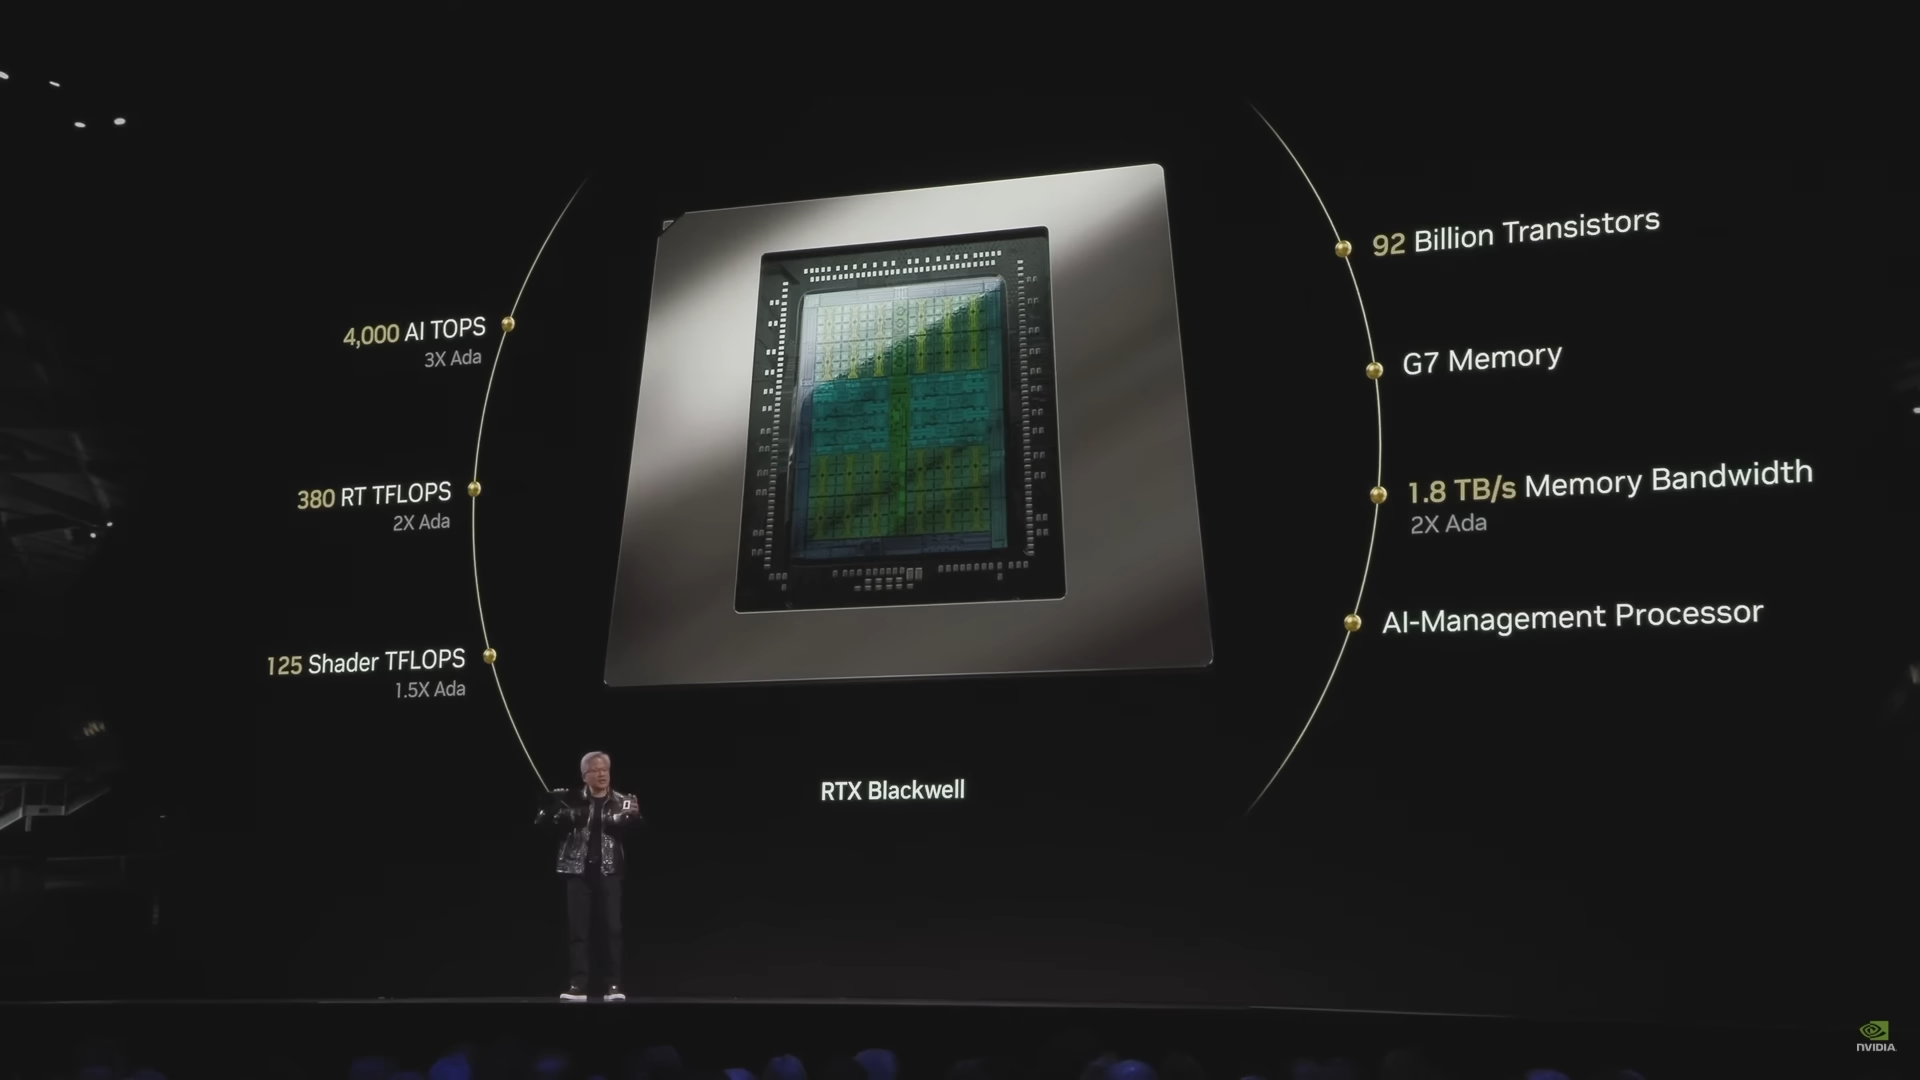 4,000 AI TOPS
3X Ada
380 RT TFLOPS
2X Ada
125 Shader TFLOPS
1.5X Ada
92 Billion Transistors
G7 Memory
1.8 TB/s Memory Bandwidth
2X Ada
AI-Management Processor
RTX Blackwell
NVIDIA